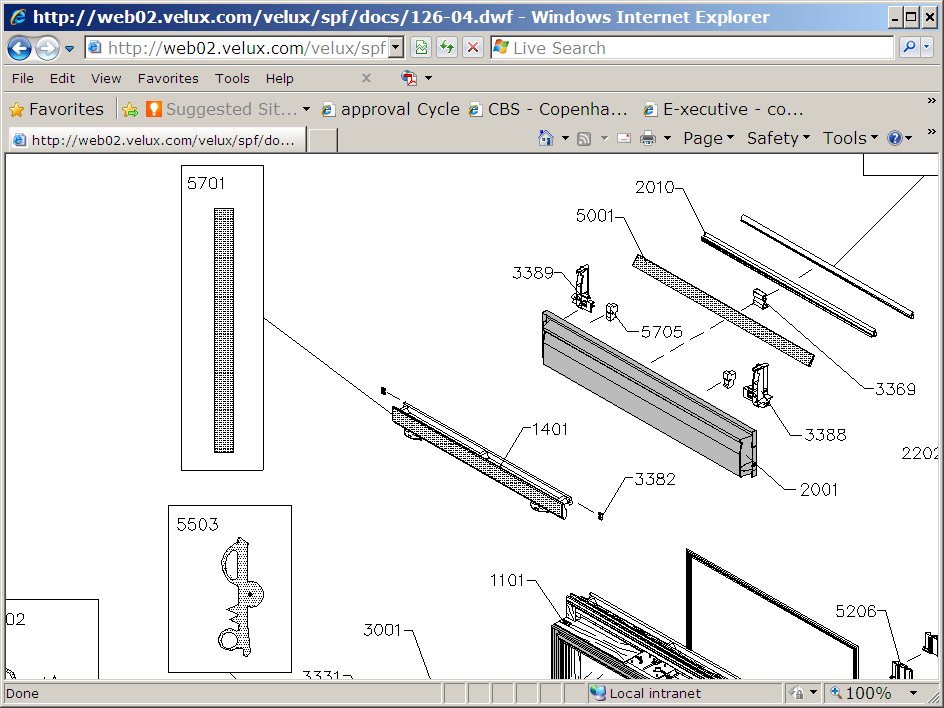 http://web02.velux.com/velux/spf/docs/126-04.dwf - Windows Internet Explorer
http://web02.velux.com/velux/spf
Live Search
File Edit View Favorites Tools Help
Favorites Suggested Sit... approval Cycle CBS - Copenha... E-xecutive - co...
http://web02.velux.com/velux/spf/do...
Page Safety Tools
5701
2010
5001
3389
5705
3369
1401
3388
2202
3382
2001
5503
1101
02
5206
3001
3331
Done Local intranet 100%